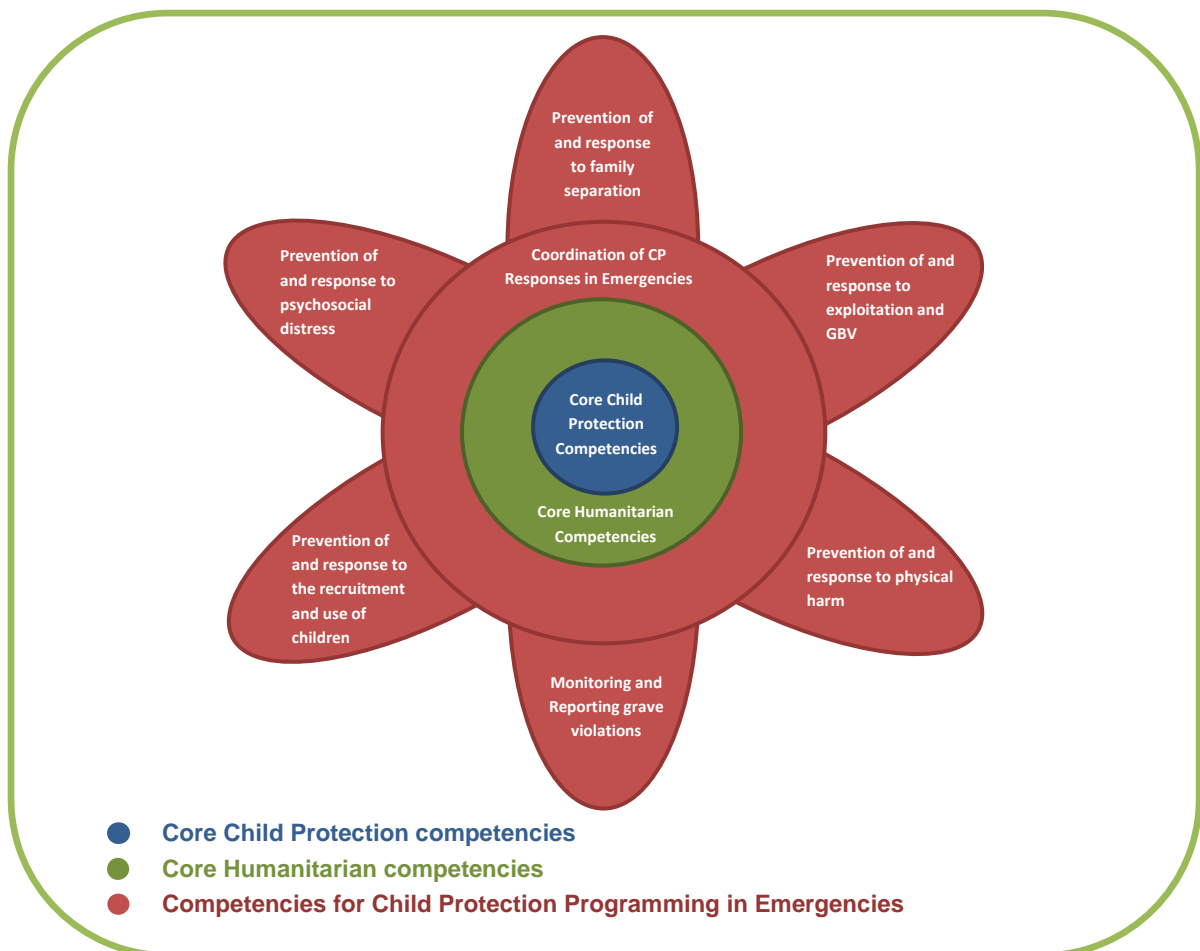 Prevention of
and response
to family
separation
Prevention of
and response to
psychosocial
distress
Coordination of CP
Responses in Emergencies
Prevention of and
response to
exploitation and
GBV
Core Child
Protection
Competencies
Core Humanitarian
Competencies
Prevention of
and response to
the recruitment
and use of
children
Prevention of and
response to physical
harm
Monitoring and
Reporting grave
violations
Core Child Protection competencies
Core Humanitarian competencies
Competencies for Child Protection Programming in Emergencies